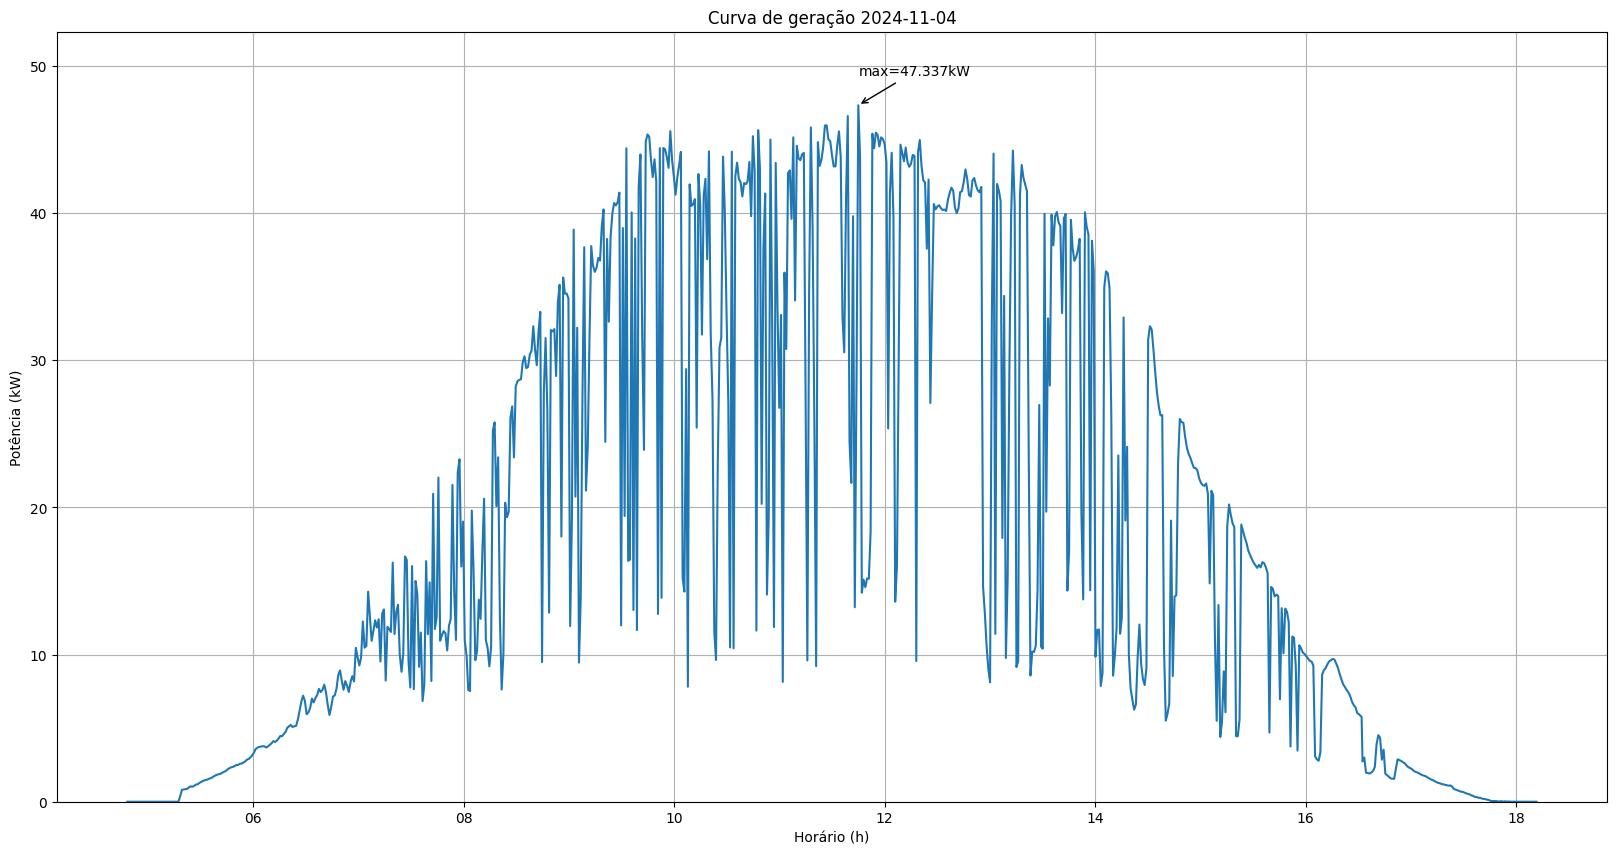 Curva de geração 2024-11-04
max=47.337kW
Potência (kW)
50
40
30
20
10
0
06 08 10 12 14 16 18
Horário (h)